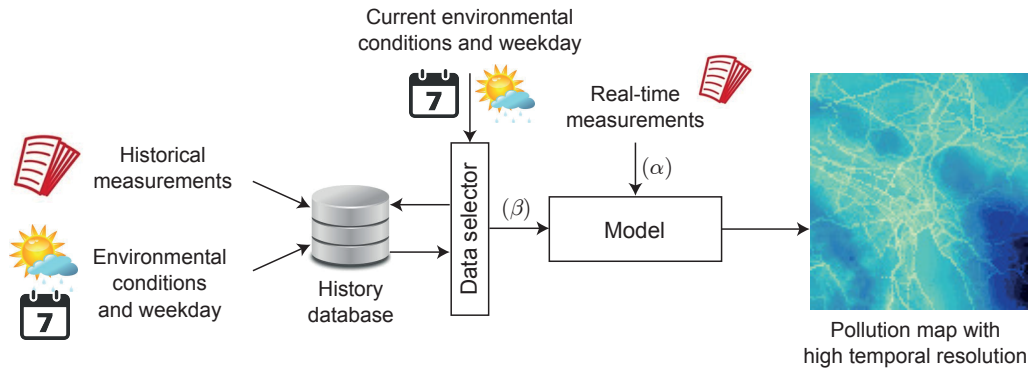 Current environmental
conditions and weekday
7
Real-time
measurements
(α)
Historical
measurements
Environmental
conditions
and weekday
7
History
database
Data selector
(β)
Model
Pollution map with
high temporal resolution